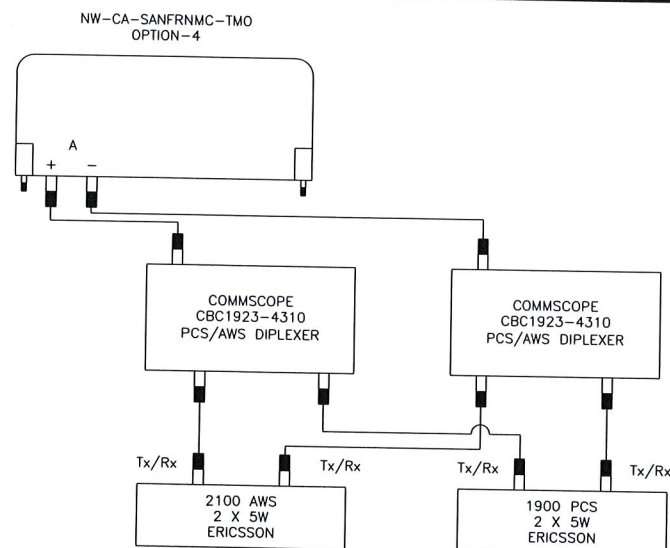 NW-CA-SANFRNMC-TMO
OPTION-4
A
+ −
COMMSCOPE
CBC1923-4310
PCS/AWS DIPLEXER
COMMSCOPE
CBC1923-4310
PCS/AWS DIPLEXER
Tx/Rx
Tx/Rx
Tx/Rx
Tx/Rx
2100 AWS
2 X 5W
ERICSSON
1900 PCS
2 X 5W
ERICSSON